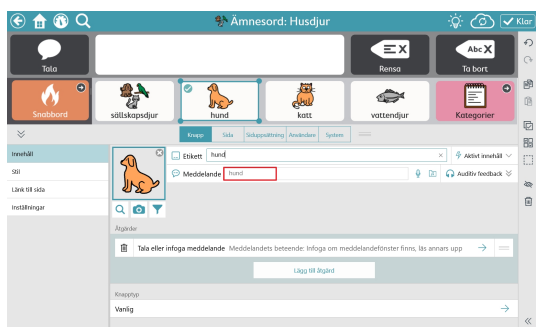 Ämnesord: Husdjur
Klar
Tala
X
Rensa
Abc X
Ta bort
Snabbord
sällskapsdjur
hund
katt
vattendjur
Kategorier
Knapp
Sida
Siduppsättning
Användare
System
Innehåll
Stil
Länk till sida
Inställningar
Etikett hund
Aktivt innehåll
Meddelande hund
Auditiv feedback
Åtgärder
Tala eller infoga meddelande Meddelandets beteende: Infoga om meddelandefönster finns, läs annars upp
Lägg till åtgärd
Knapptyp
Vanlig